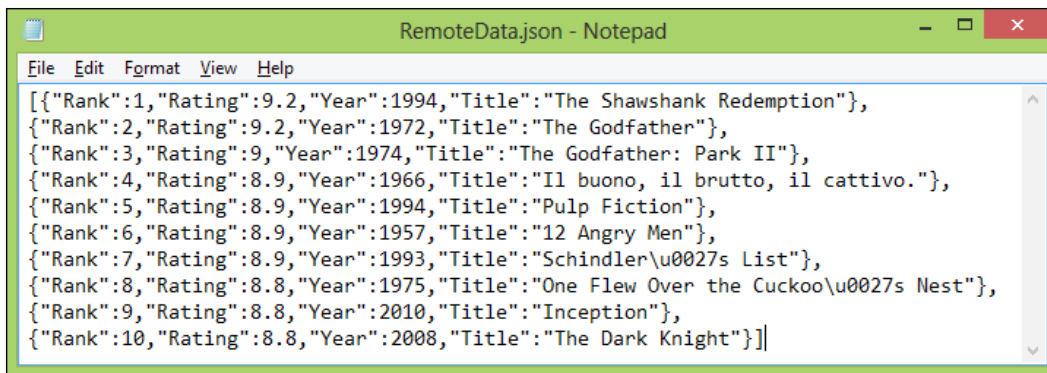 RemoteData.json - Notepad
File Edit Format View Help
[{"Rank":1,"Rating":9.2,"Year":1994,"Title":"The Shawshank Redemption"},
{"Rank":2,"Rating":9.2,"Year":1972,"Title":"The Godfather"},
{"Rank":3,"Rating":9,"Year":1974,"Title":"The Godfather: Park II"},
{"Rank":4,"Rating":8.9,"Year":1966,"Title":"Il buono, il brutto, il cattivo."},
{"Rank":5,"Rating":8.9,"Year":1994,"Title":"Pulp Fiction"},
{"Rank":6,"Rating":8.9,"Year":1957,"Title":"12 Angry Men"},
{"Rank":7,"Rating":8.9,"Year":1993,"Title":"Schindler\u0027s List"},
{"Rank":8,"Rating":8.8,"Year":1975,"Title":"One Flew Over the Cuckoo\u0027s Nest"},
{"Rank":9,"Rating":8.8,"Year":2010,"Title":"Inception"},
{"Rank":10,"Rating":8.8,"Year":2008,"Title":"The Dark Knight"}]